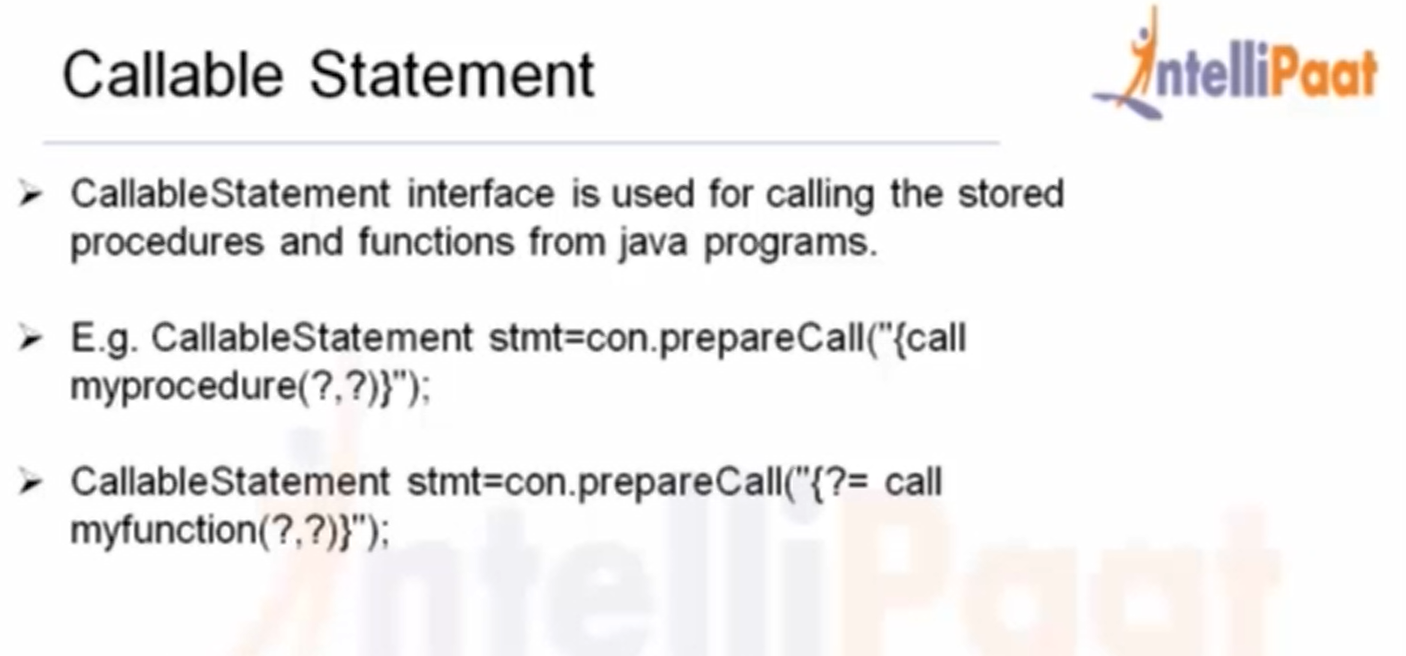 Callable Statement
IntelliPaat
CallableStatement interface is used for calling the stored
procedures and functions from java programs.
E.g. CallableStatement stmt=con.prepareCall("{call
myprocedure(?,?)}");
CallableStatement stmt=con.prepareCall("{?= call
myfunction(?,?)}");
IntelliPaat